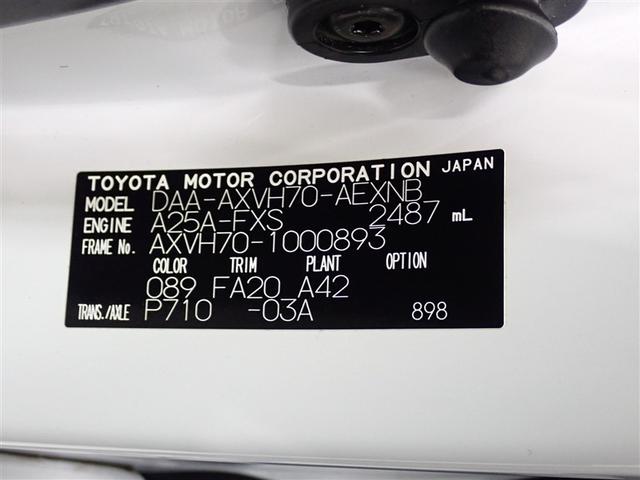 TOYOTA MOTOR CORPORATION JAPAN
MODEL DAA-AXVH70-AEXNB
ENGINE A25A-FXS 2487 mL
FRAME No. AXVH70-1000893
COLOR TRIM PLANT OPTION
089 FA20 A42
TRANS./AXLE P710 -03A 898